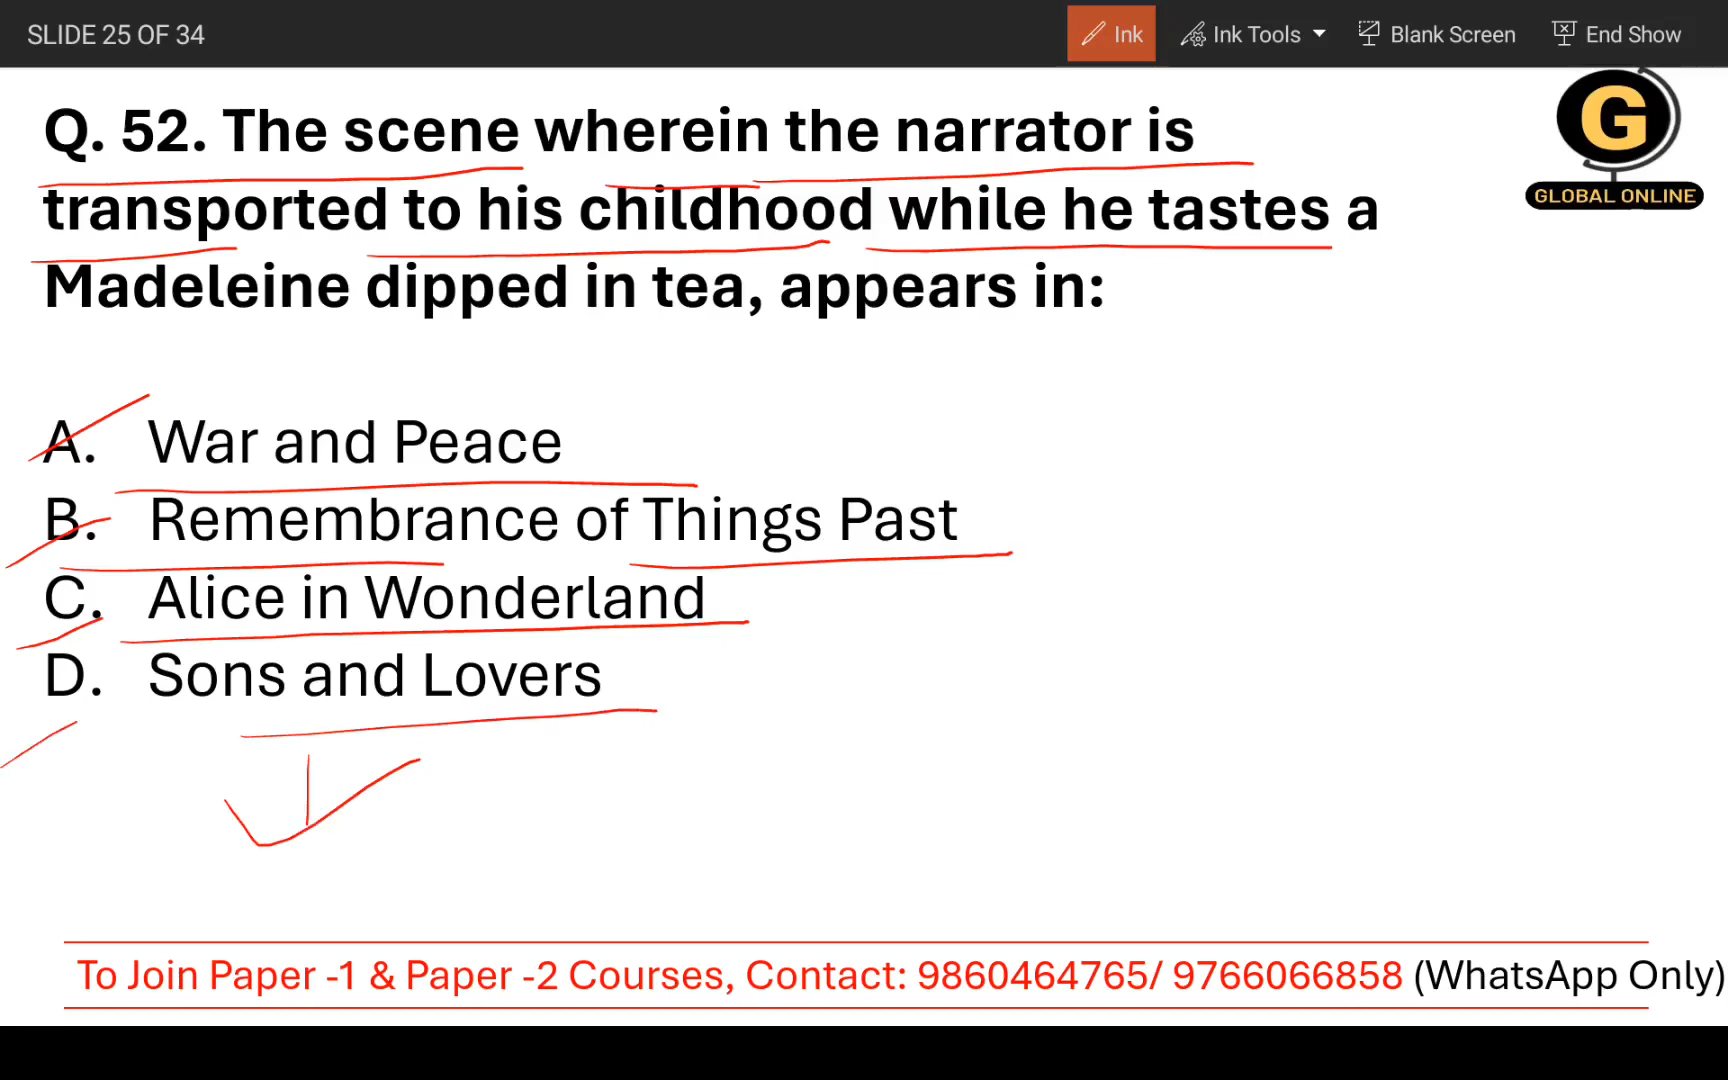 SLIDE 25 OF 34
Ink
Ink Tools
Blank Screen
End Show
G
GLOBAL ONLINE
Q. 52. The scene wherein the narrator is
transported to his childhood while he tastes a
Madeleine dipped in tea, appears in:
A. War and Peace
B. Remembrance of Things Past
C. Alice in Wonderland
D. Sons and Lovers
To Join Paper -1 & Paper -2 Courses, Contact: 9860464765/ 9766066858 (WhatsApp Only)